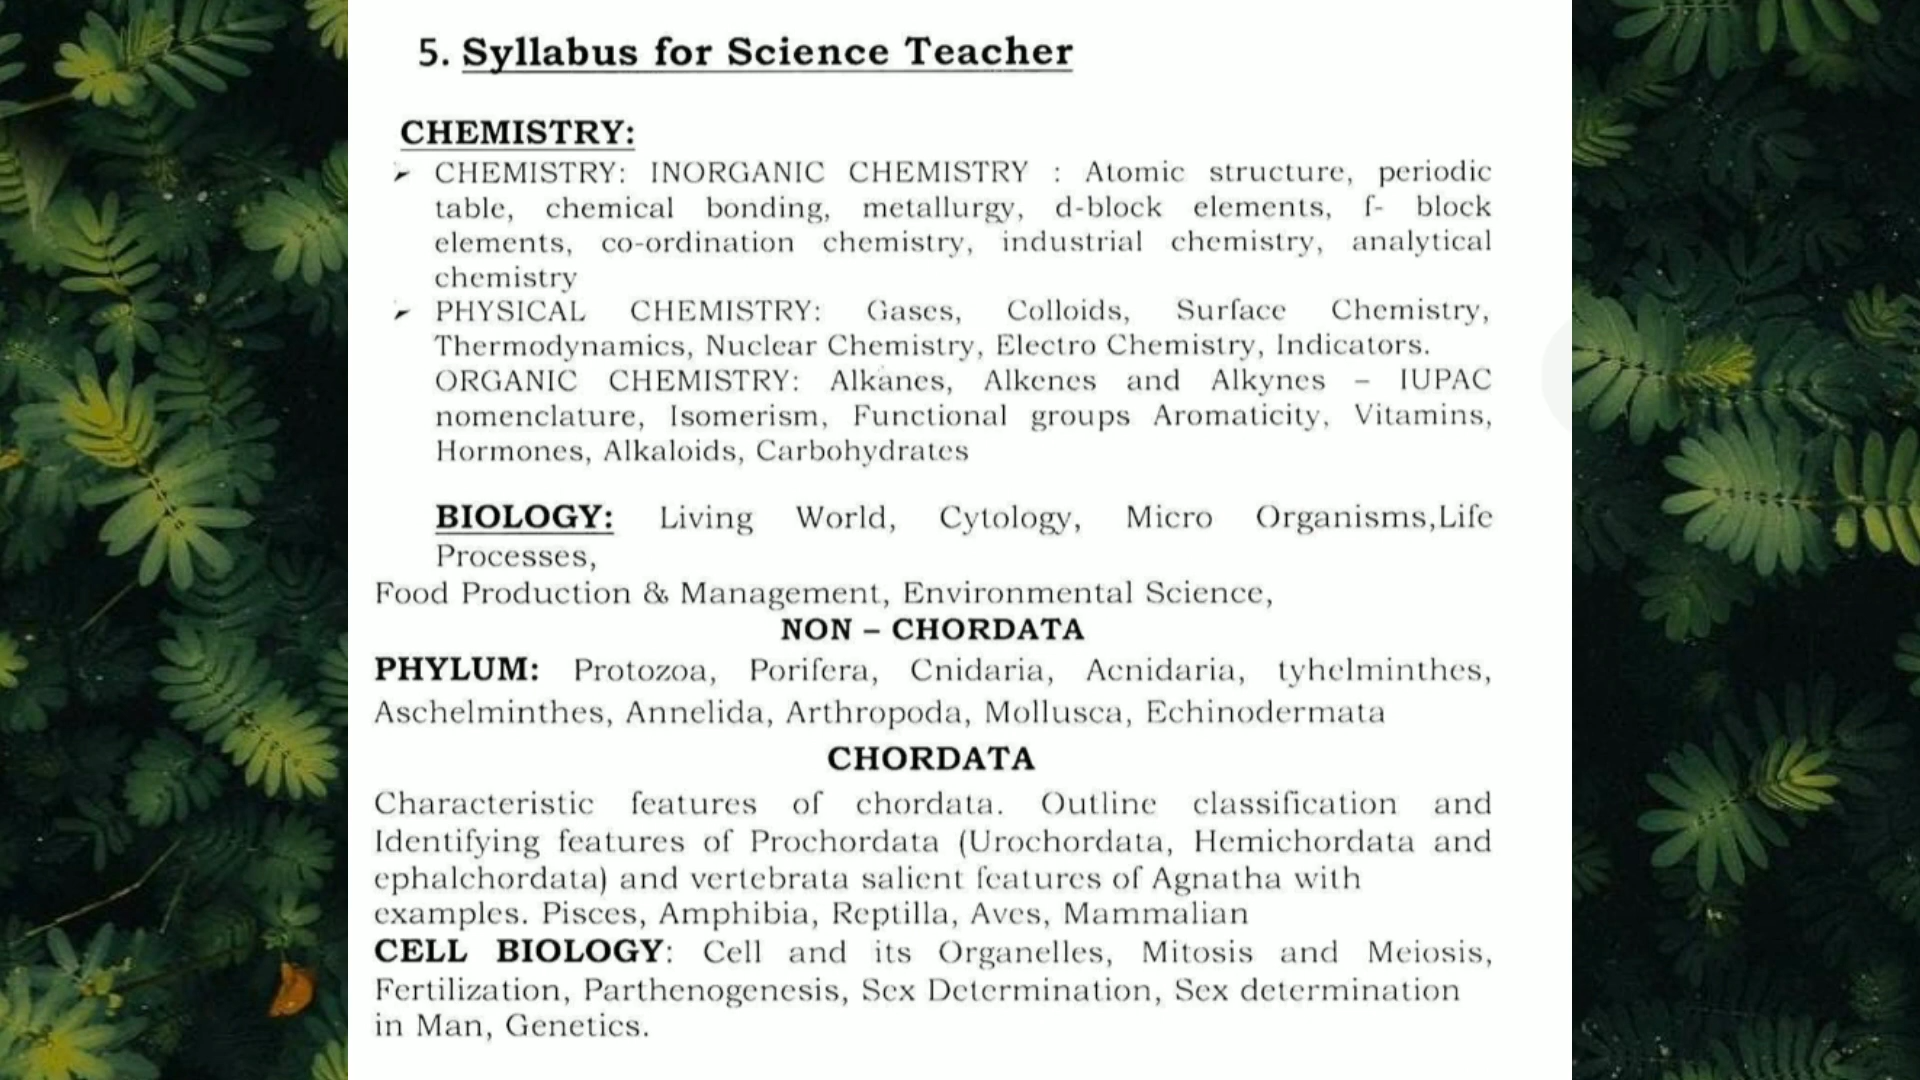 5. Syllabus for Science Teacher
CHEMISTRY:
➢ CHEMISTRY: INORGANIC CHEMISTRY : Atomic structure, periodic
table, chemical bonding, metallurgy, d-block elements, f- block
elements, co-ordination chemistry, industrial chemistry, analytical
chemistry
➢ PHYSICAL CHEMISTRY: Gases, Colloids, Surface Chemistry,
Thermodynamics, Nuclear Chemistry, Electro Chemistry, Indicators.
ORGANIC CHEMISTRY: Alkanes, Alkenes and Alkynes – IUPAC
nomenclature, Isomerism, Functional groups Aromaticity, Vitamins,
Hormones, Alkaloids, Carbohydrates
BIOLOGY: Living World, Cytology, Micro Organisms,Life
Processes,
Food Production & Management, Environmental Science,
NON – CHORDATA
PHYLUM: Protozoa, Porifera, Cnidaria, Acnidaria, tyhelminthes,
Aschelminthes, Annelida, Arthropoda, Mollusca, Echinodermata
CHORDATA
Characteristic features of chordata. Outline classification and
Identifying features of Prochordata (Urochordata, Hemichordata and
ephalchordata) and vertebrata salient features of Agnatha with
examples. Pisces, Amphibia, Reptilla, Aves, Mammalian
CELL BIOLOGY: Cell and its Organelles, Mitosis and Meiosis,
Fertilization, Parthenogenesis, Sex Determination, Sex determination
in Man, Genetics.